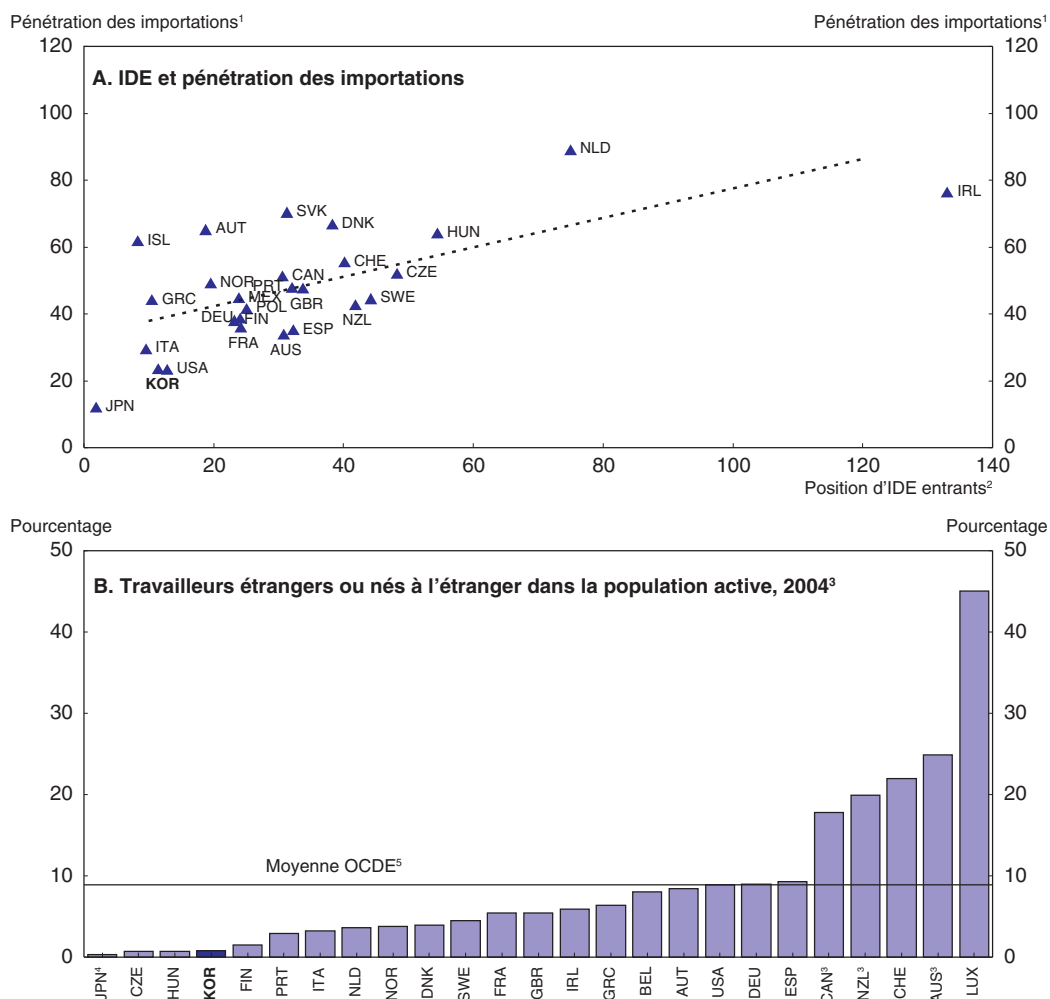 Pénétration des importations¹
Pénétration des importations¹
120
120
A. IDE et pénétration des importations
100
100
NLD
80
80
IRL
SVK
DNK
AUT
HUN
ISL
60
60
CHE
CZE
CAN
NOR
PRT
MEX
GRC
SWE
POL
GBR
40
40
DEU
FIN
NZL
ESP
FRA
AUS
ITA
USA
KOR
20
20
JPN
0
0
0 20 40 60 80 100 120 140
Position d'IDE entrants²
Pourcentage
Pourcentage
50
50
B. Travailleurs étrangers ou nés à l'étranger dans la population active, 2004³
40
40
30
30
20
20
Moyenne OCDE⁵
10
10
0
0
JPN⁴ CZE HUN KOR FIN PRT ITA NLD NOR DNK SWE FRA GBR IRL GRC BEL AUT USA DEU ESP CAN³ NZL³ CHE AUS³ LUX